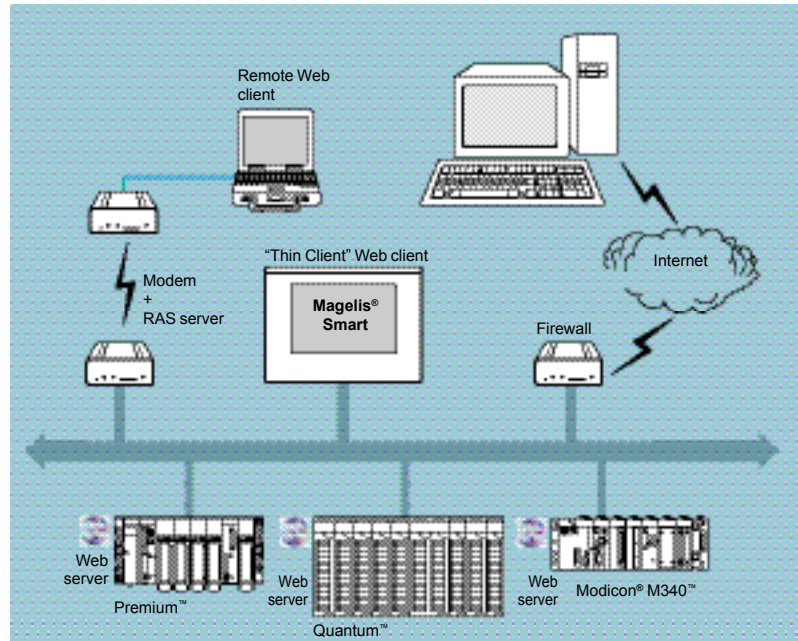 Remote Web
client
"Thin Client" Web client
Internet
Modem
+
RAS server
Magelis®
Smart
Firewall
Web
server
Premium™
Web
server
Quantum™
Web
server
Modicon® M340™